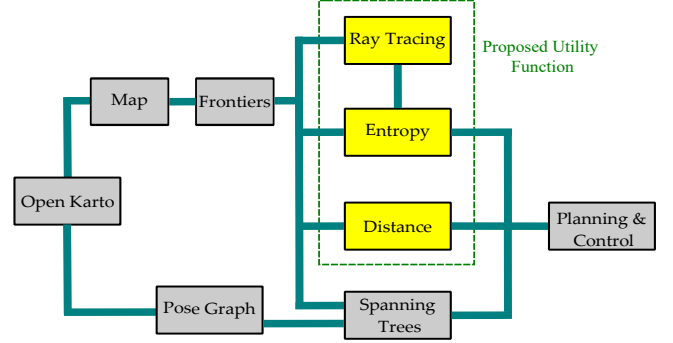 Ray Tracing
Proposed Utility
Function
Map
Frontiers
Entropy
Open Karto
Distance
Planning &
Control
Pose Graph
Spanning
Trees